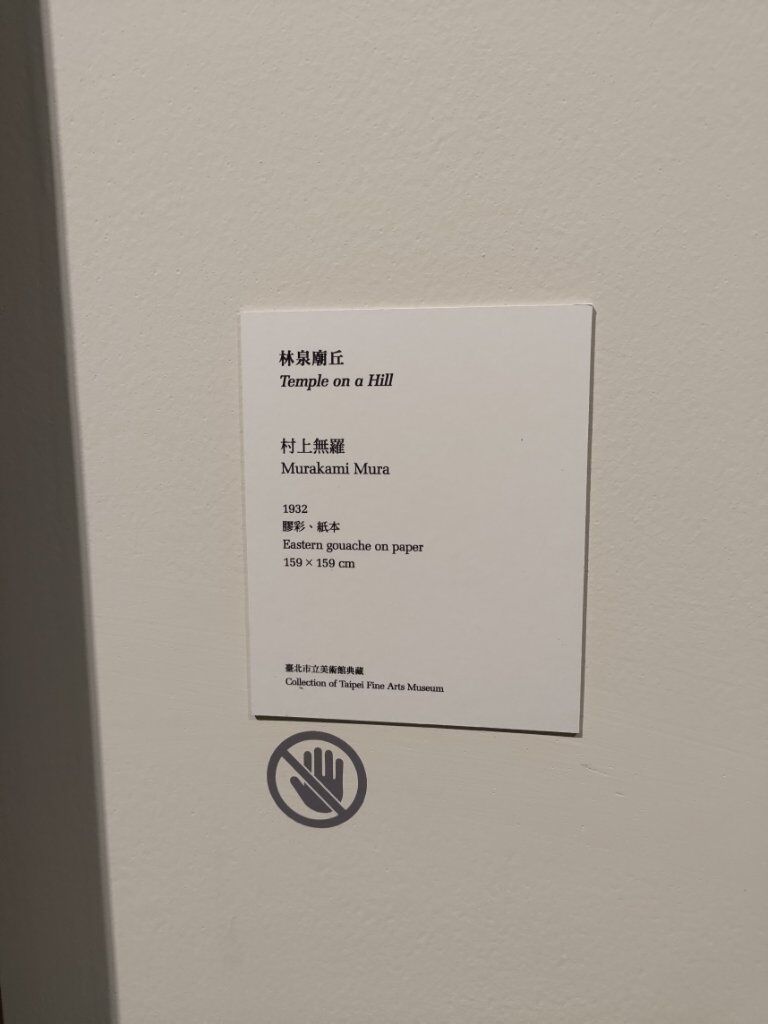 林泉廟丘
Temple on a Hill
村上無羅
Murakami Mura
1932
膠彩、紙本
Eastern gouache on paper
159 × 159 cm
臺北市立美術館典藏
Collection of Taipei Fine Arts Museum